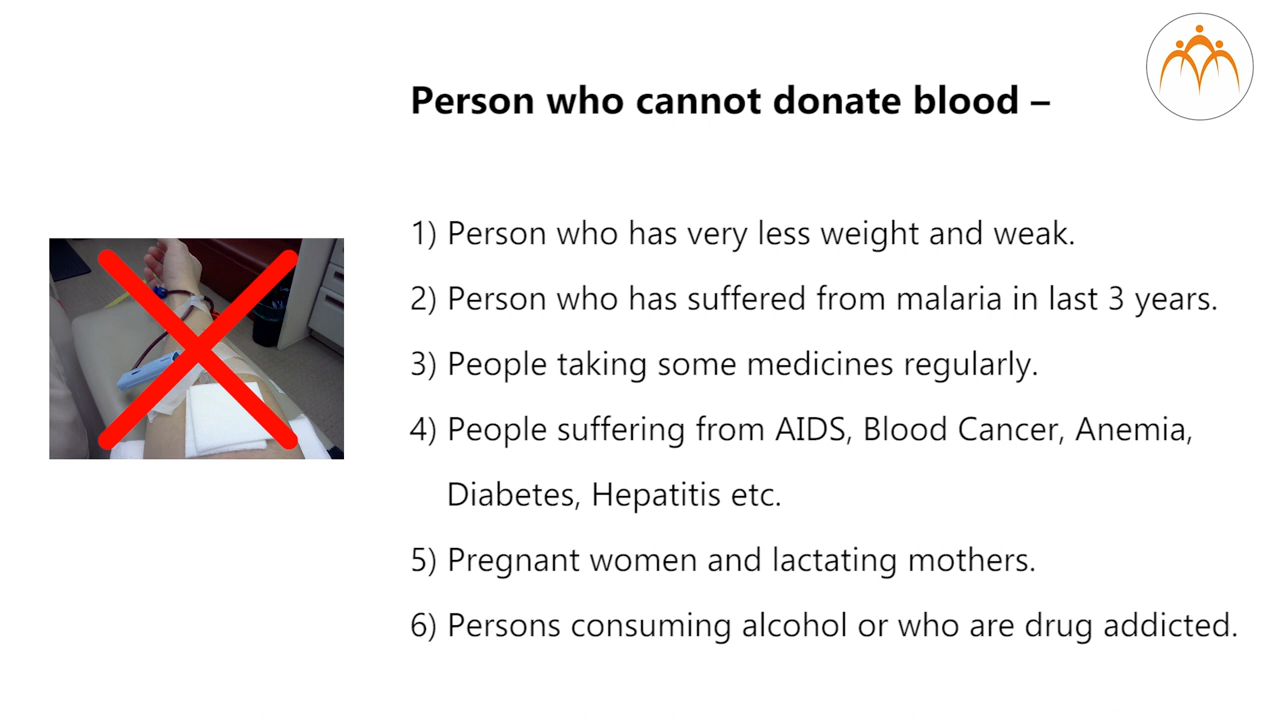 Person who cannot donate blood –
1) Person who has very less weight and weak.
2) Person who has suffered from malaria in last 3 years.
3) People taking some medicines regularly.
4) People suffering from AIDS, Blood Cancer, Anemia,
Diabetes, Hepatitis etc.
5) Pregnant women and lactating mothers.
6) Persons consuming alcohol or who are drug addicted.